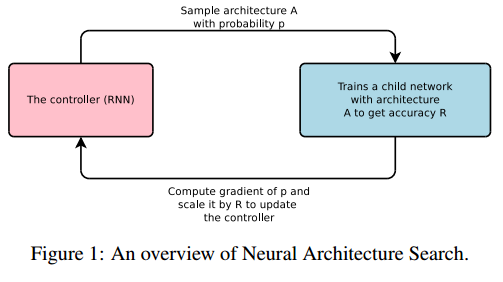 Sample architecture A
with probability p
The controller (RNN)
Trains a child network
with architecture
A to get accuracy R
Compute gradient of p and
scale it by R to update
the controller
Figure 1: An overview of Neural Architecture Search.